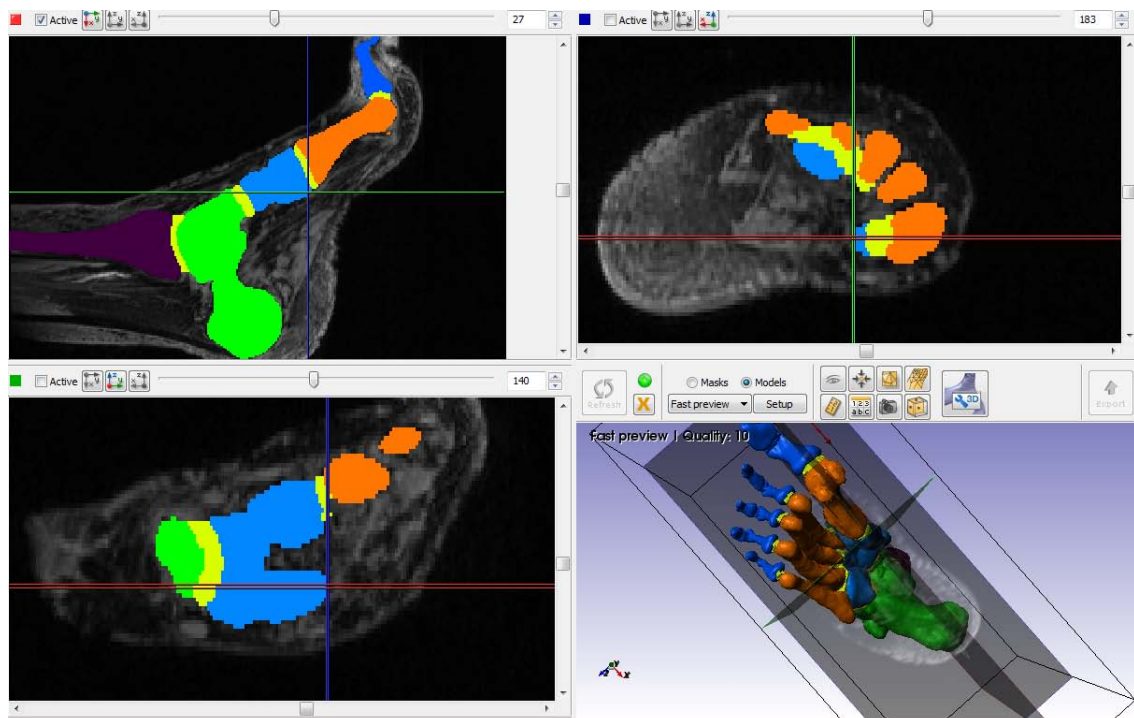 Active
27
Active
183
Active
140
Refresh
Masks
Models
Fast preview
Setup
1 2 3
a b c
3D
Export
Fast preview | Quality: 10
Y
X